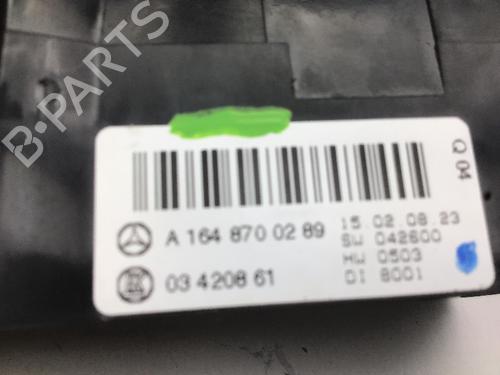 B-PARTS
Q 04
A 164 870 02 89
15.02.08.23
SW 042600
03 4208 61
HW 0503
DI 8001